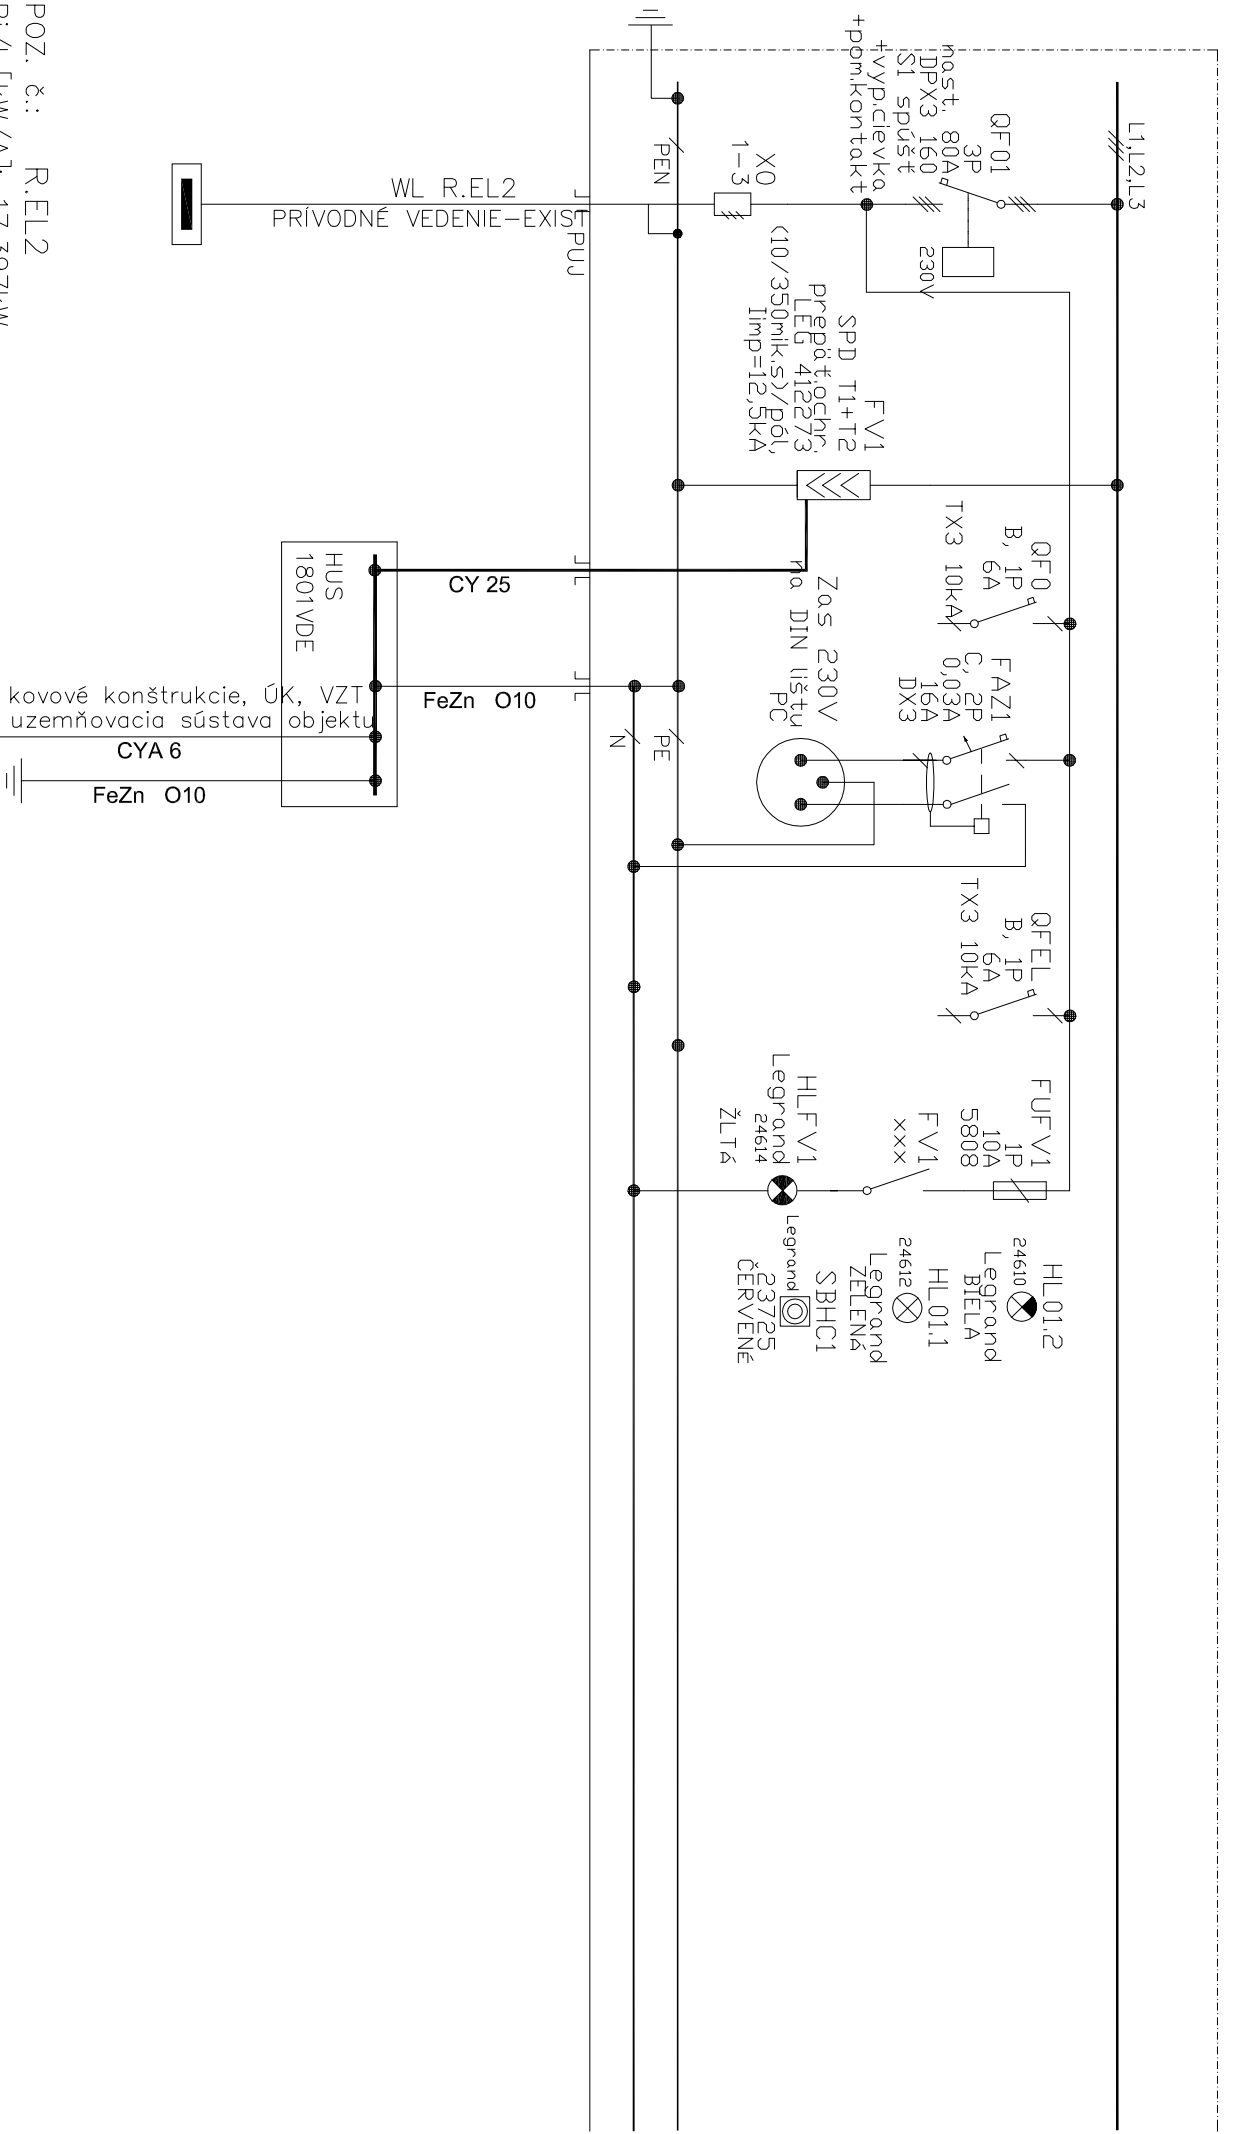 L1,L2,L3
QF01
3P
nast. 80A
DPX3 160
S1 spúšť
+vyp.cievka
+pom.kontakt
230V
X0
1-3
PEN
PUJ
WL R.EL2
PRÍVODNÉ VEDENIE-EXIST
FV1
SPD T1+T2
prepäť.ochr.
LEG 412273
(10/350mik.s)/pól,
Iimp=12,5kA
QF0
B, 1P
6A
TX3 10kA
FAZ1
C, 2P
0,03A
16A
DX3
Zas 230V
na DIN lištu
PC
PE
N
QFEL
B, 1P
6A
TX3 10kA
FUFV1
1P
10A
5808
FV1
xxx
HLFV1
Legrand
24614
ŽLTÁ
HL01.2
24610
Legrand
BIELA
HL01.1
24612
Legrand
ZELENÁ
SBHC1
Legrand
23725
ČERVENÉ
HUS
1801VDE
CY 25
FeZn O10
kovové konštrukcie, ÚK, VZT
uzemňovacia sústava objektu
CYA 6
FeZn O10
POZ. č.: R.EL2